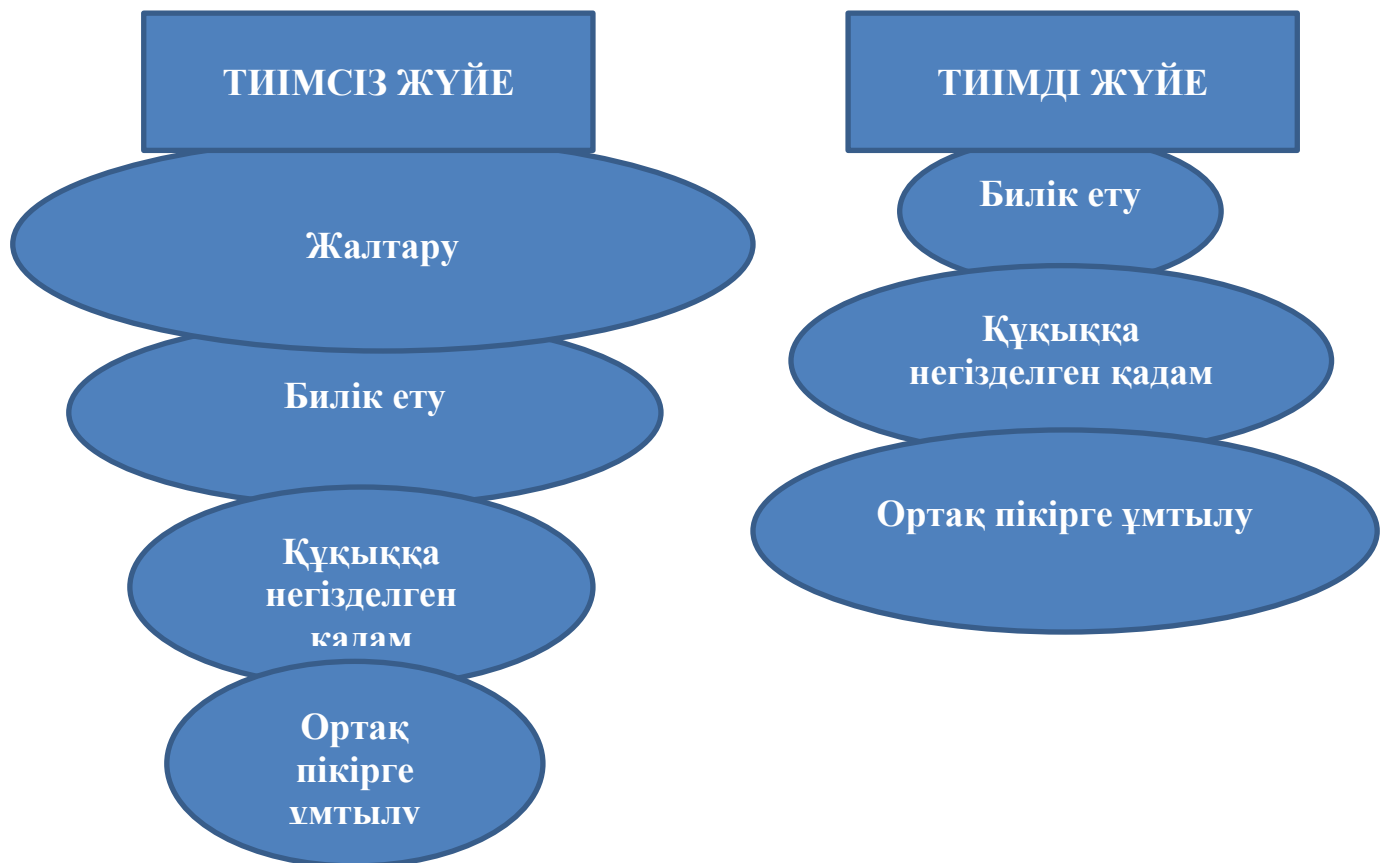 ТИІМСІЗ ЖҮЙЕ
Жалтару
Билік ету
Құқыққа
негізделген
қадам
Ортақ
пікірге
ұмтылу
ТИІМДІ ЖҮЙЕ
Билік ету
Құқыққа
негізделген қадам
Ортақ пікірге ұмтылу